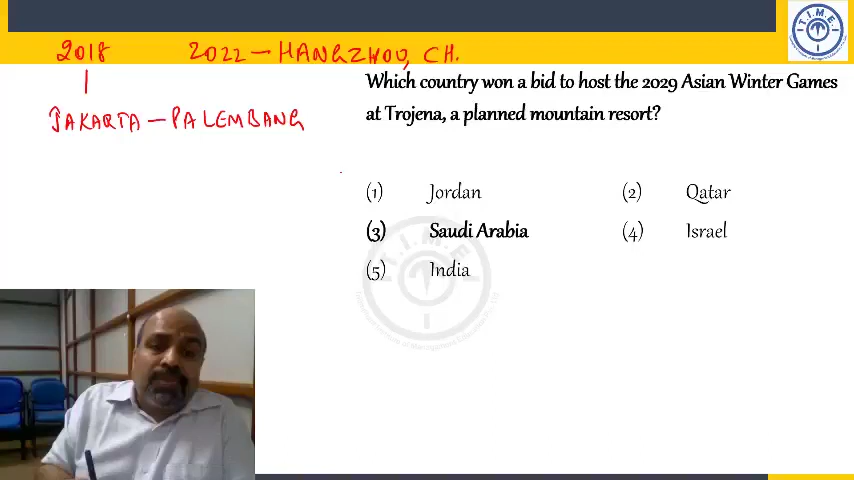 2018 2022 – HANGZHOU, CH.
JAKARTA – PALEMBANG
Which country won a bid to host the 2029 Asian Winter Games
at Trojena, a planned mountain resort?
(1) Jordan (2) Qatar
(3) Saudi Arabia (4) Israel
(5) India
T.I.M.E.
T.I.M.E.